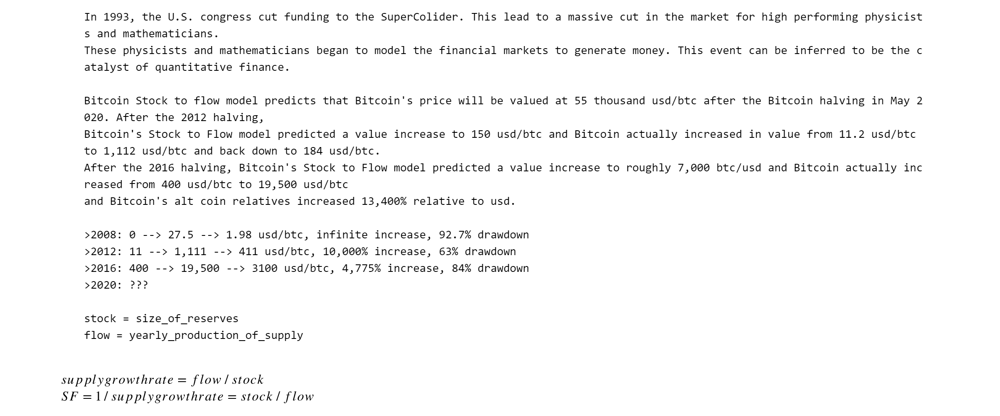 In 1993, the U.S. congress cut funding to the SuperColider. This lead to a massive cut in the market for high performing physicist
s and mathematicians.
These physicists and mathematicians began to model the financial markets to generate money. This event can be inferred to be the c
atalyst of quantitative finance.
Bitcoin Stock to flow model predicts that Bitcoin's price will be valued at 55 thousand usd/btc after the Bitcoin halving in May 2
020. After the 2012 halving,
Bitcoin's Stock to Flow model predicted a value increase to 150 usd/btc and Bitcoin actually increased in value from 11.2 usd/btc
to 1,112 usd/btc and back down to 184 usd/btc.
After the 2016 halving, Bitcoin's Stock to Flow model predicted a value increase to roughly 7,000 btc/usd and Bitcoin actually inc
reased from 400 usd/btc to 19,500 usd/btc
and Bitcoin's alt coin relatives increased 13,400% relative to usd.
>2008: 0 --> 27.5 --> 1.98 usd/btc, infinite increase, 92.7% drawdown
>2012: 11 --> 1,111 --> 411 usd/btc, 10,000% increase, 63% drawdown
>2016: 400 --> 19,500 --> 3100 usd/btc, 4,775% increase, 84% drawdown
>2020: ???
stock = size_of_reserves
flow = yearly_production_of_supply
supplygrowthrate = flow / stock
SF = 1 / supplygrowthrate = stock / flow